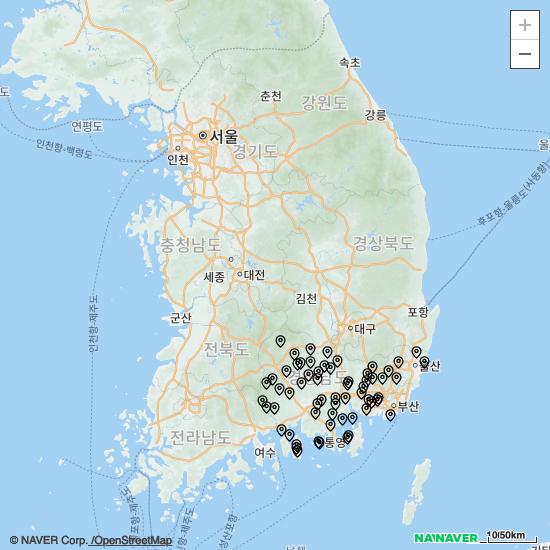 +
−
속초
춘천
강원도
연평도
강릉
서울
인천
인천항-백령도
경기도
울
후포항-울릉도(사동항)
충청남도
경상북도
세종
대전
김천
인천항-제주도
군산
포항
대구
전북도
울산
부산
전라남도
여수
통영
© NAVER Corp. /OpenStreetMap
NAVER
10/50km